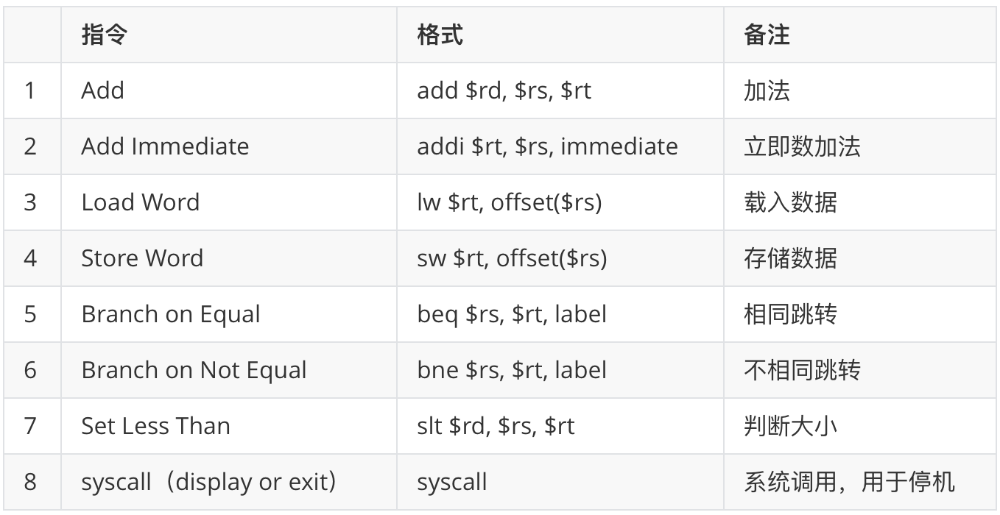 指令 格式 备注
1 Add add $rd, $rs, $rt 加法
2 Add Immediate addi $rt, $rs, immediate 立即数加法
3 Load Word lw $rt, offset($rs) 载入数据
4 Store Word sw $rt, offset($rs) 存储数据
5 Branch on Equal beq $rs, $rt, label 相同跳转
6 Branch on Not Equal bne $rs, $rt, label 不相同跳转
7 Set Less Than slt $rd, $rs, $rt 判断大小
8 syscall（display or exit） syscall 系统调用，用于停机